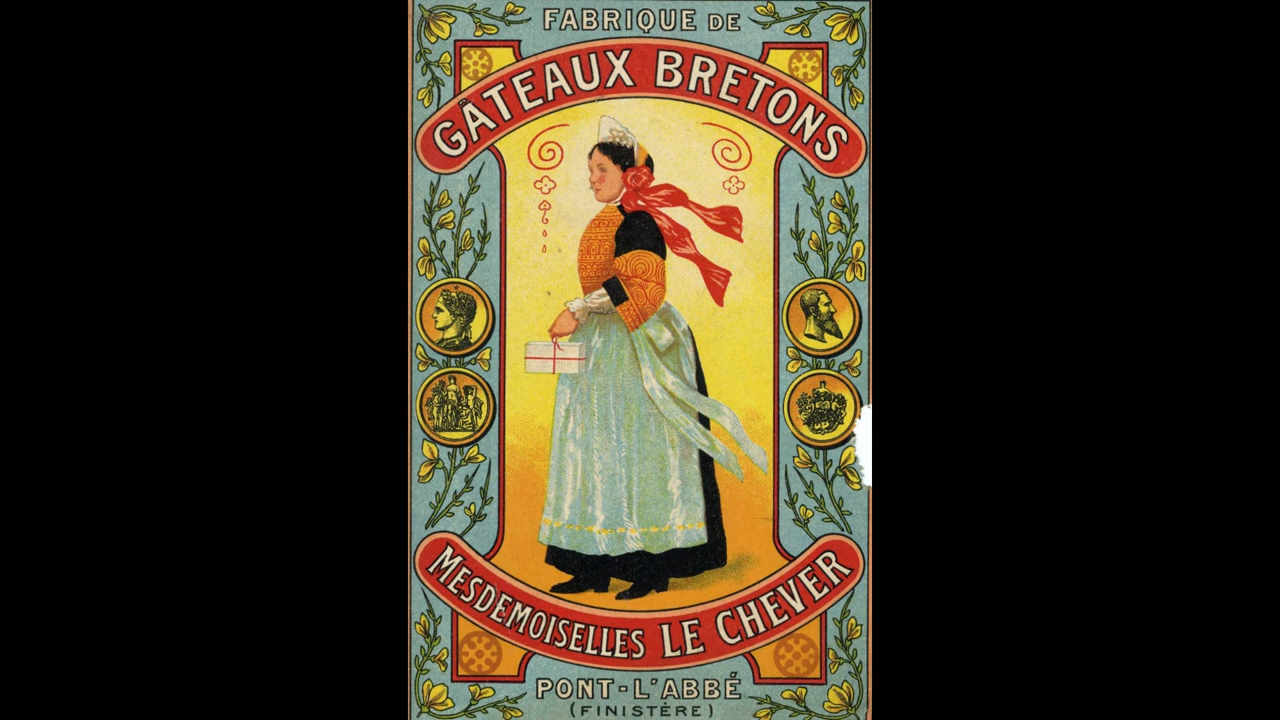 FABRIQUE DE
GÂTEAUX BRETONS
MESDEMOISELLES LE CHEVER
PONT-L'ABBÉ
(FINISTÈRE)